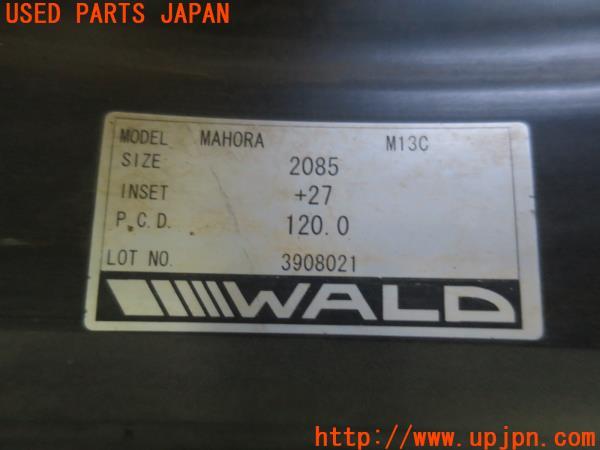 USED PARTS JAPAN
MODEL MAHORA M13C
SIZE 2085
INSET +27
P.C.D. 120.0
LOT NO. 3908021
WALD
http://www.upjpn.com/